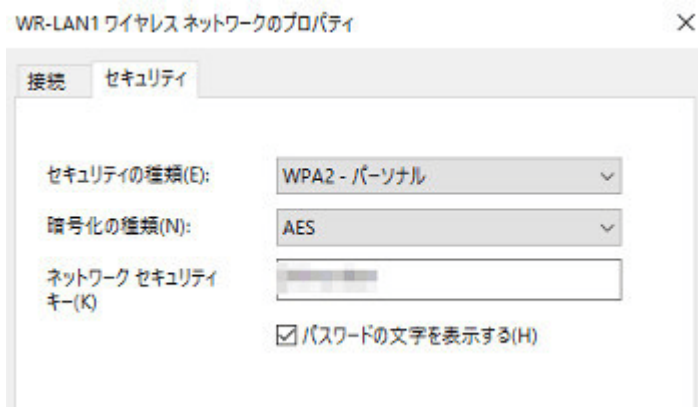 WR-LAN1 ワイヤレス ネットワークのプロパティ
接続
セキュリティ
セキュリティの種類(E):
WPA2 - パーソナル
暗号化の種類(N):
AES
ネットワーク セキュリティ
キー(K)
パスワードの文字を表示する(H)